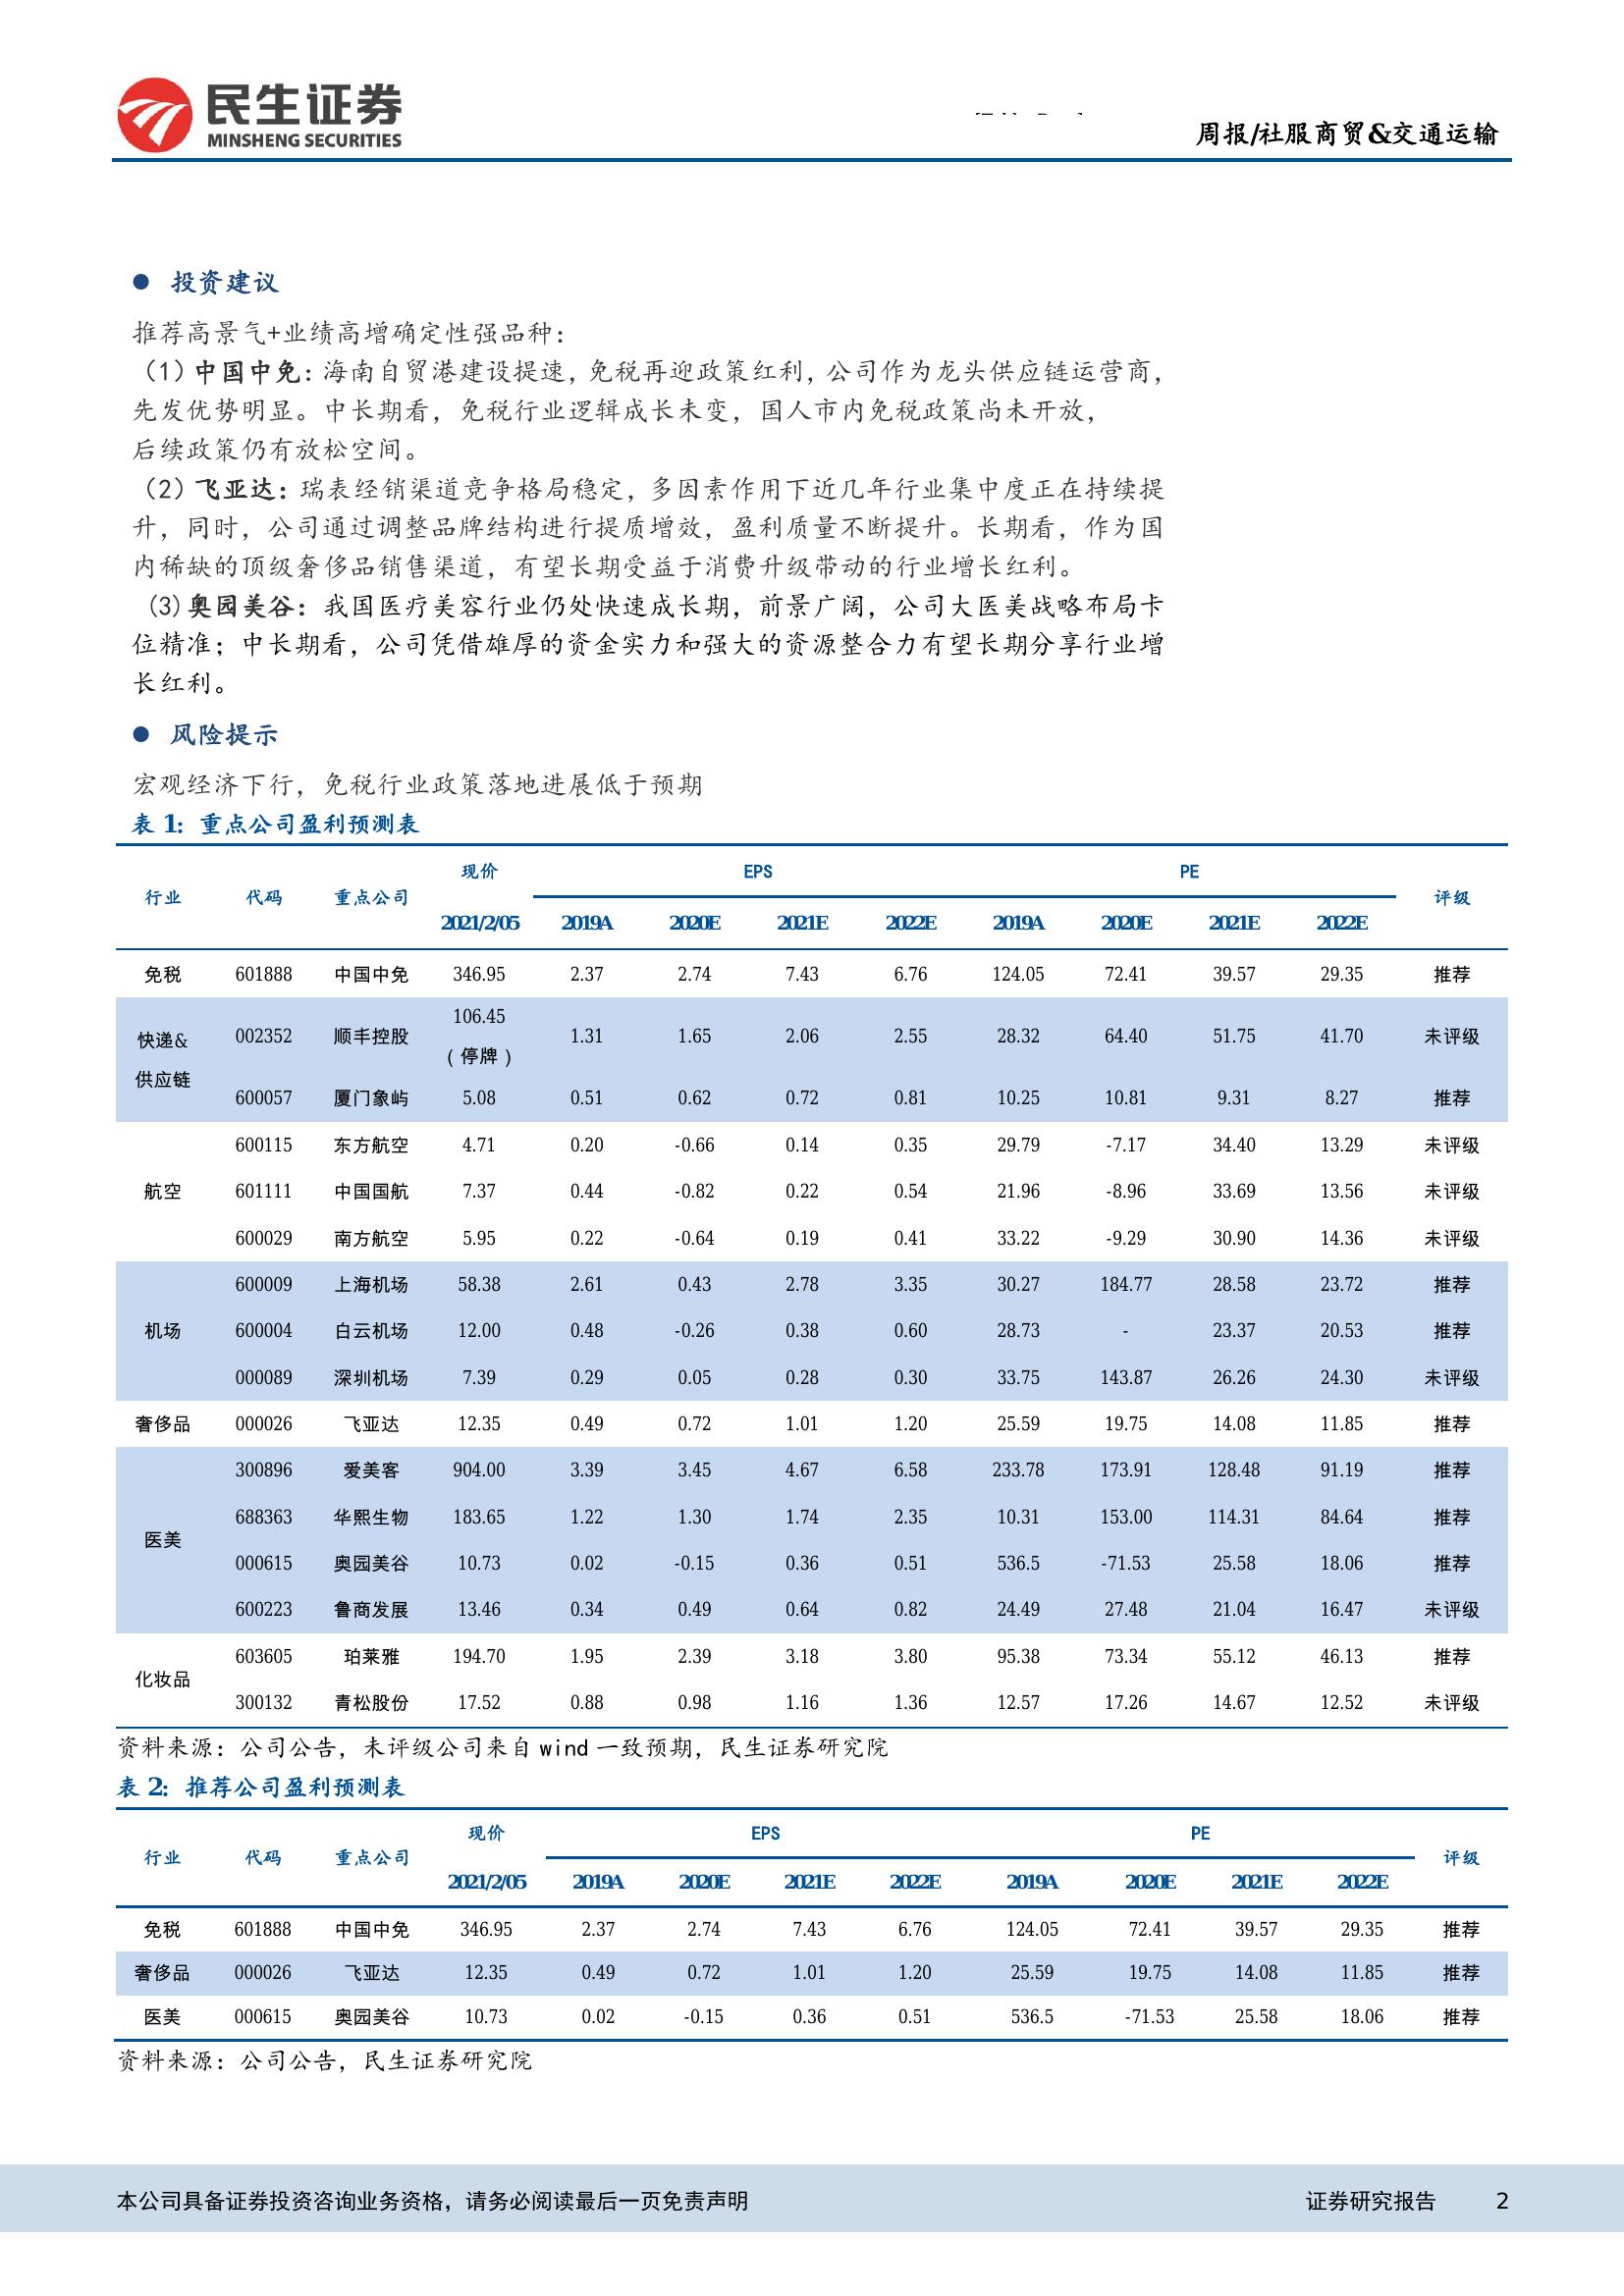 民生证券
MINSHENG SECURITIES
周报/社服商贸&交通运输
● 投资建议
推荐高景气+业绩高增确定性强品种：
（1）中国中免：海南自贸港建设提速，免税再迎政策红利，公司作为龙头供应链运营商，
先发优势明显。中长期看，免税行业逻辑成长未变，国人市内免税政策尚未开放，
后续政策仍有放松空间。
（2）飞亚达：瑞表经销渠道竞争格局稳定，多因素作用下近几年行业集中度正在持续提
升，同时，公司通过调整品牌结构进行提质增效，盈利质量不断提升。长期看，作为国
内稀缺的顶级奢侈品销售渠道，有望长期受益于消费升级带动的行业增长红利。
(3)奥园美谷：我国医疗美容行业仍处快速成长期，前景广阔，公司大医美战略布局卡
位精准；中长期看，公司凭借雄厚的资金实力和强大的资源整合力有望长期分享行业增
长红利。
● 风险提示
宏观经济下行，免税行业政策落地进展低于预期
表 1：重点公司盈利预测表
行业 代码 重点公司 现价 EPS PE 评级
2021/2/05 2019A 2020E 2021E 2022E 2019A 2020E 2021E 2022E
免税 601888 中国中免 346.95 2.37 2.74 7.43 6.76 124.05 72.41 39.57 29.35 推荐
快递&
供应链
002352 顺丰控股 106.45
（停牌） 1.31 1.65 2.06 2.55 28.32 64.40 51.75 41.70 未评级
600057 厦门象屿 5.08 0.51 0.62 0.72 0.81 10.25 10.81 9.31 8.27 推荐
航空
600115 东方航空 4.71 0.20 -0.66 0.14 0.35 29.79 -7.17 34.40 13.29 未评级
601111 中国国航 7.37 0.44 -0.82 0.22 0.54 21.96 -8.96 33.69 13.56 未评级
600029 南方航空 5.95 0.22 -0.64 0.19 0.41 33.22 -9.29 30.90 14.36 未评级
机场
600009 上海机场 58.38 2.61 0.43 2.78 3.35 30.27 184.77 28.58 23.72 推荐
600004 白云机场 12.00 0.48 -0.26 0.38 0.60 28.73 - 23.37 20.53 推荐
000089 深圳机场 7.39 0.29 0.05 0.28 0.30 33.75 143.87 26.26 24.30 未评级
奢侈品 000026 飞亚达 12.35 0.49 0.72 1.01 1.20 25.59 19.75 14.08 11.85 推荐
医美
300896 爱美客 904.00 3.39 3.45 4.67 6.58 233.78 173.91 128.48 91.19 推荐
688363 华熙生物 183.65 1.22 1.30 1.74 2.35 10.31 153.00 114.31 84.64 推荐
000615 奥园美谷 10.73 0.02 -0.15 0.36 0.51 536.5 -71.53 25.58 18.06 推荐
600223 鲁商发展 13.46 0.34 0.49 0.64 0.82 24.49 27.48 21.04 16.47 未评级
化妆品
603605 珀莱雅 194.70 1.95 2.39 3.18 3.80 95.38 73.34 55.12 46.13 推荐
300132 青松股份 17.52 0.88 0.98 1.16 1.36 12.57 17.26 14.67 12.52 未评级
资料来源：公司公告，未评级公司来自 wind 一致预期，民生证券研究院
表 2：推荐公司盈利预测表
行业 代码 重点公司 现价 EPS PE 评级
2021/2/05 2019A 2020E 2021E 2022E 2019A 2020E 2021E 2022E
免税 601888 中国中免 346.95 2.37 2.74 7.43 6.76 124.05 72.41 39.57 29.35 推荐
奢侈品 000026 飞亚达 12.35 0.49 0.72 1.01 1.20 25.59 19.75 14.08 11.85 推荐
医美 000615 奥园美谷 10.73 0.02 -0.15 0.36 0.51 536.5 -71.53 25.58 18.06 推荐
资料来源：公司公告，民生证券研究院
本公司具备证券投资咨询业务资格，请务必阅读最后一页免责声明 证券研究报告 2